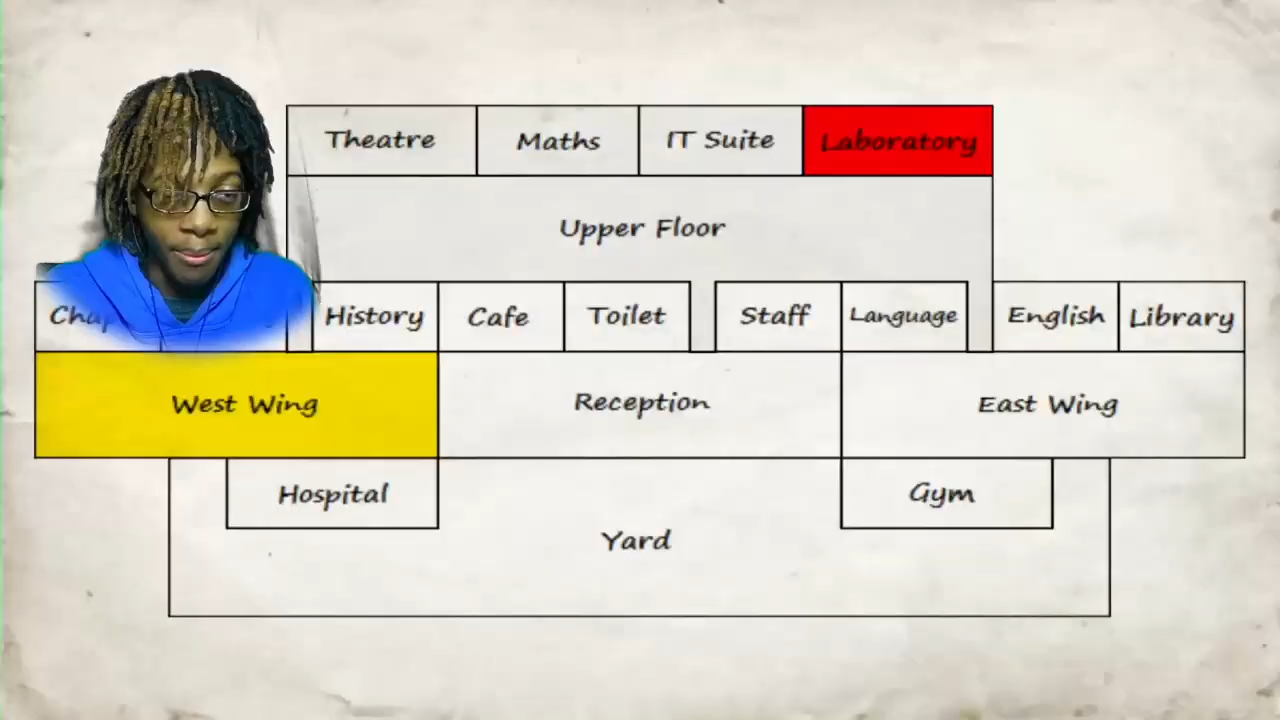 Theatre
Maths
IT Suite
Laboratory
Upper Floor
History
Cafe
Toilet
Staff
Language
English
Library
West Wing
Reception
East Wing
Hospital
Gym
Yard